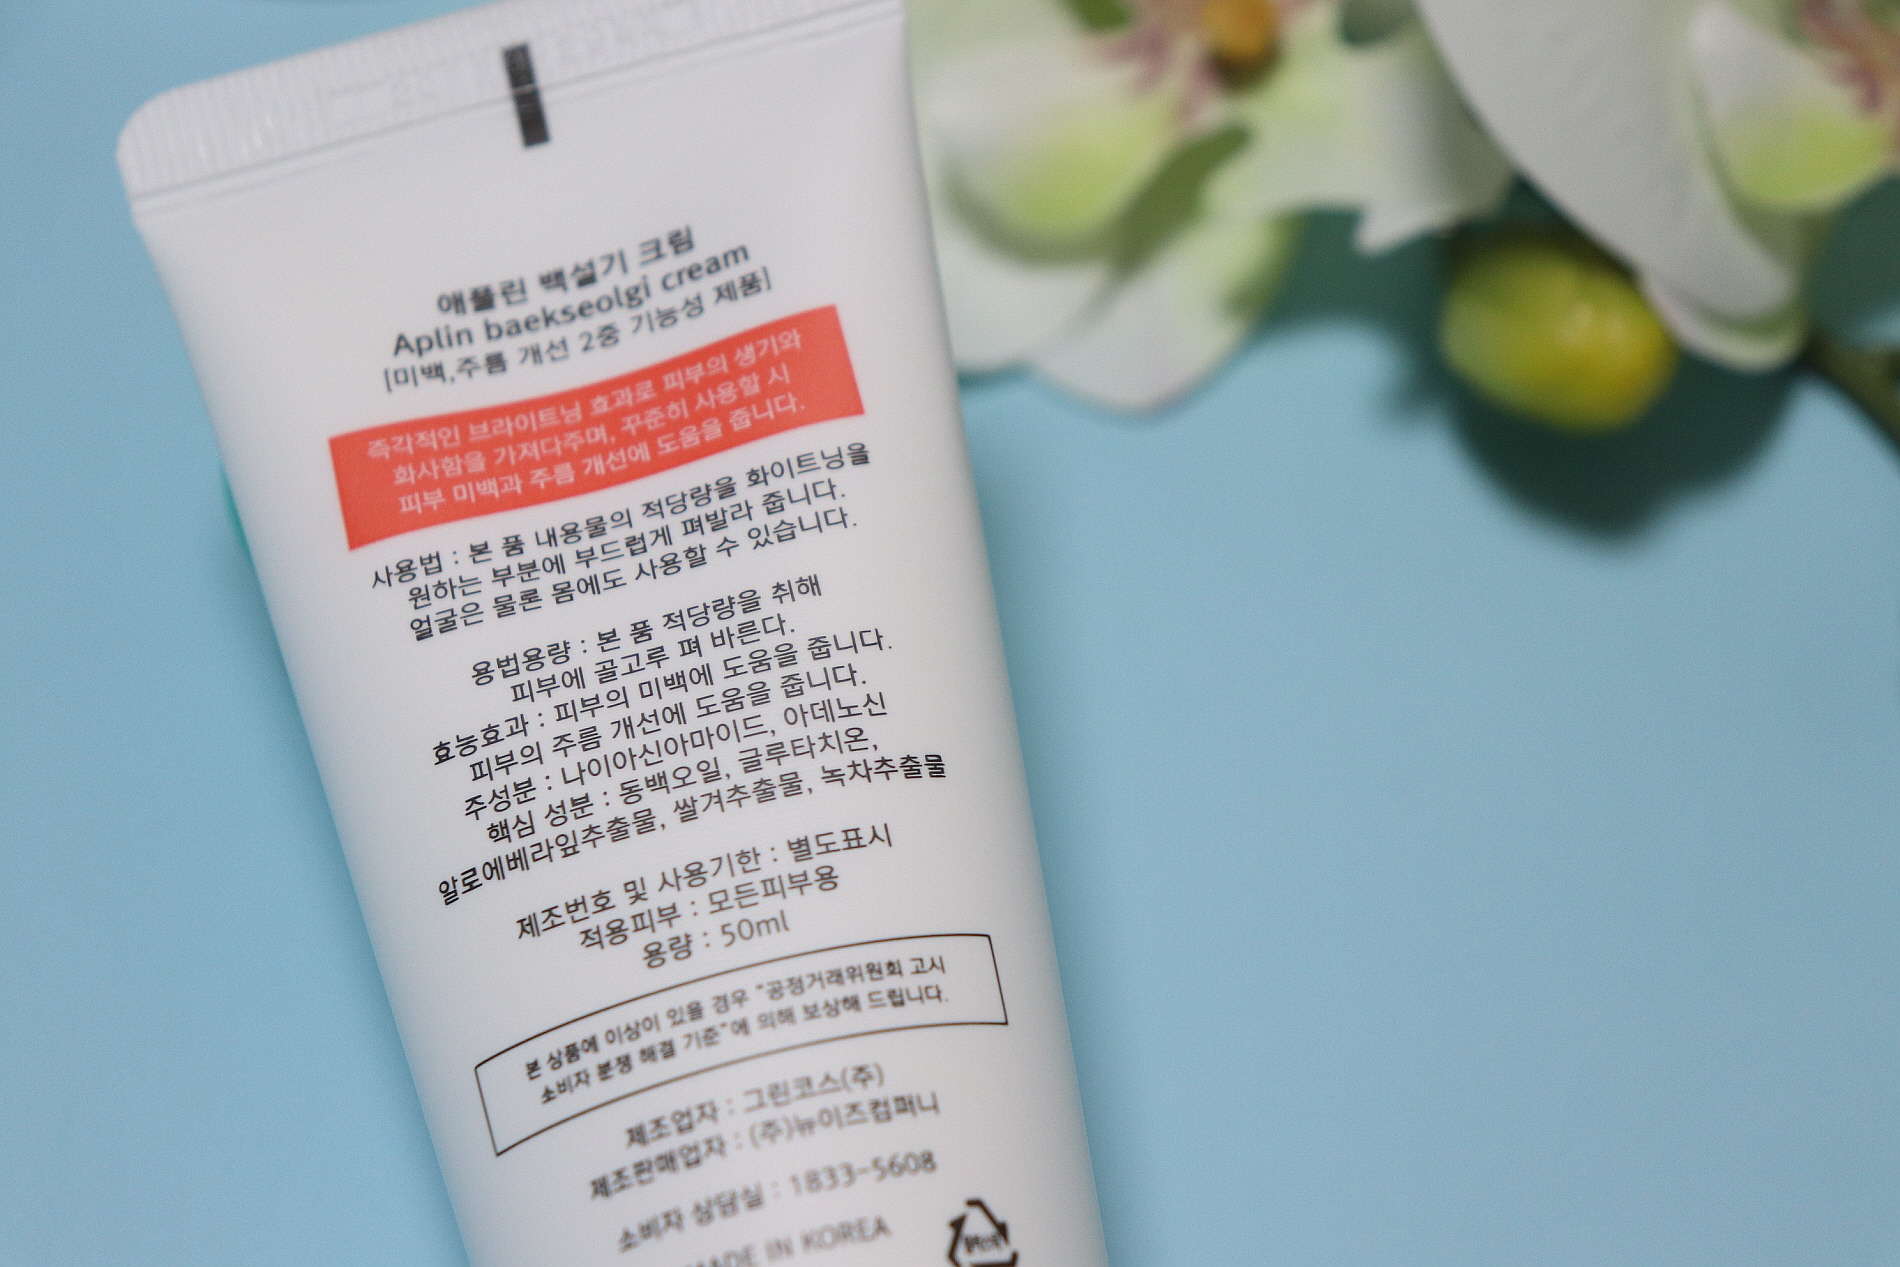 애플린 백설기 크림
Aplin baekseolgi cream
[미백,주름 개선 2중 기능성 제품]
즉각적인 브라이트닝 효과로 피부의 생기와
화사함을 가져다주며, 꾸준히 사용할 시
피부 미백과 주름 개선에 도움을 줍니다.
사용법 : 본 품 내용물의 적당량을 화이트닝을
원하는 부분에 부드럽게 펴발라 줍니다.
얼굴은 물론 몸에도 사용할 수 있습니다.
용법용량 : 본 품 적당량을 취해
피부에 골고루 펴 바른다.
효능효과 : 피부의 미백에 도움을 줍니다.
피부의 주름 개선에 도움을 줍니다.
주성분 : 나이아신아마이드, 아데노신
핵심 성분 : 동백오일, 글루타치온,
알로에베라잎추출물, 쌀겨추출물, 녹차추출물
제조번호 및 사용기한 : 별도표시
적용피부 : 모든피부용
용량 : 50ml
본 상품에 이상이 있을 경우 "공정거래위원회 고시
소비자 분쟁 해결 기준"에 의해 보상해 드립니다.
제조업자 : 그린코스(주)
제조판매업자 : (주)뉴이즈컴퍼니
소비자 상담실 : 1833-5608
MADE IN KOREA